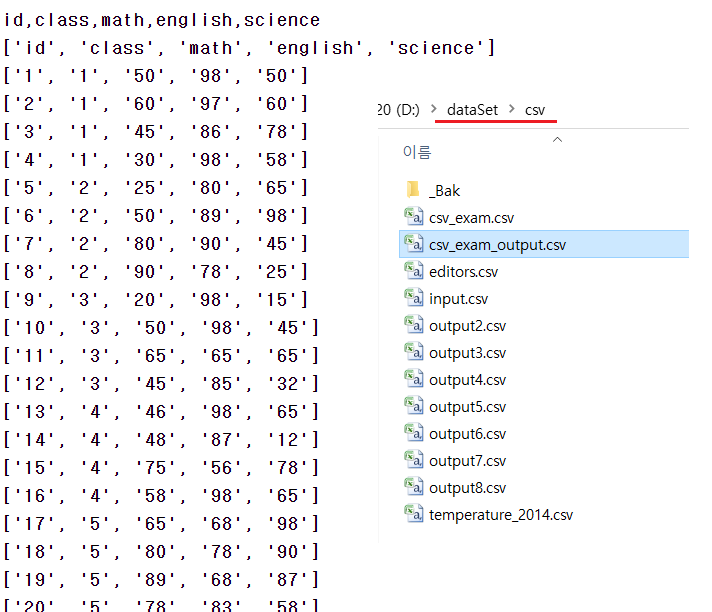 id,class,math,english,science
['id', 'class', 'math', 'english', 'science']
['1', '1', '50', '98', '50']
['2', '1', '60', '97', '60']
['3', '1', '45', '86', '78']
['4', '1', '30', '98', '58']
['5', '2', '25', '80', '65']
['6', '2', '50', '89', '98']
['7', '2', '80', '90', '45']
['8', '2', '90', '78', '25']
['9', '3', '20', '98', '15']
['10', '3', '50', '98', '45']
['11', '3', '65', '65', '65']
['12', '3', '45', '85', '32']
['13', '4', '46', '98', '65']
['14', '4', '48', '87', '12']
['15', '4', '75', '56', '78']
['16', '4', '58', '98', '65']
['17', '5', '65', '68', '98']
['18', '5', '80', '78', '90']
['19', '5', '89', '68', '87']
['20', '5', '78', '83', '58']
20 (D:) > dataSet > csv
이름
_Bak
csv_exam.csv
csv_exam_output.csv
editors.csv
input.csv
output2.csv
output3.csv
output4.csv
output5.csv
output6.csv
output7.csv
output8.csv
temperature_2014.csv